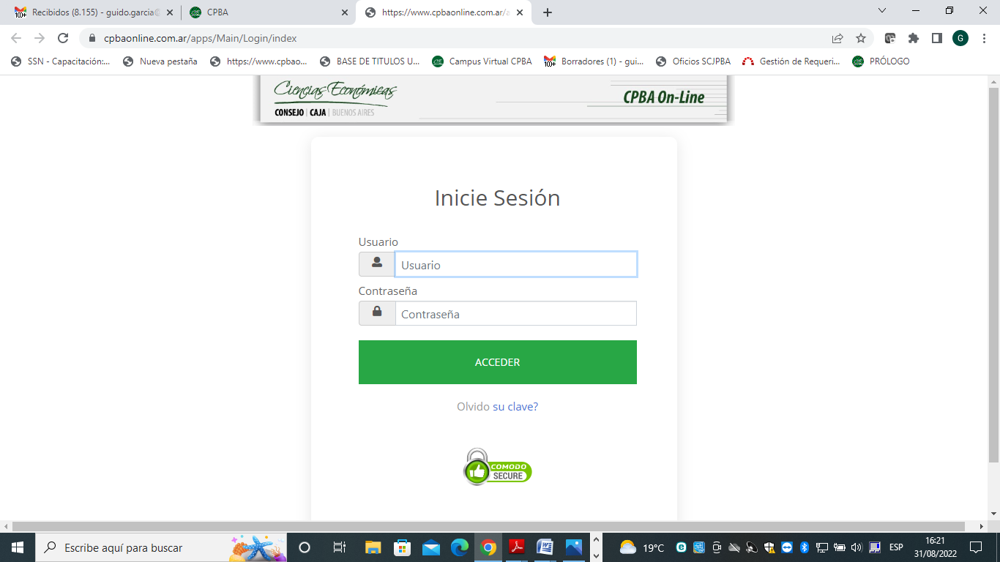 Recibidos (8.155) - guido.garcia@
CPBA
https://www.cpbaonline.com.ar/a
cpbaonline.com.ar/apps/Main/Login/index
G
SSN - Capacitación:...
Nueva pestaña
https://www.cpbao...
BASE DE TITULOS U...
Campus Virtual CPBA
Borradores (1) - gui...
Oficios SCJPBA
Gestión de Requeri...
PRÓLOGO
Ciencias Económicas
CONSEJO | CAJA | BUENOS AIRES
CPBA On-Line
Inicie Sesión
Usuario
Usuario
Contraseña
Contraseña
ACCEDER
Olvido su clave?
COMODO
SECURE
Escribe aquí para buscar
19°C
ESP
16:21
31/08/2022